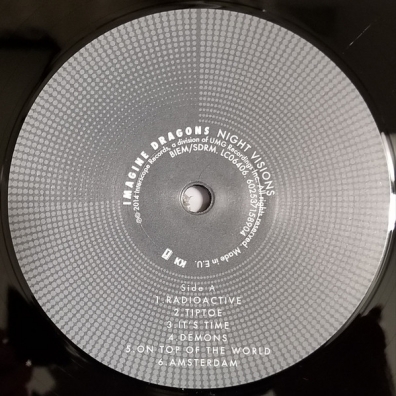 IMAGINE DRAGONS NIGHT VISIONS
℗© 2014 Interscope Records, a division of UMG Recordings Inc. All rights reserved. Made in E.U.
BIEM/SDRM. LC06406 602537158904
Side A
1.RADIOACTIVE
2.TIPTOE
3.IT'S TIME
4.DEMONS
5.ON TOP OF THE WORLD
6.AMSTERDAM